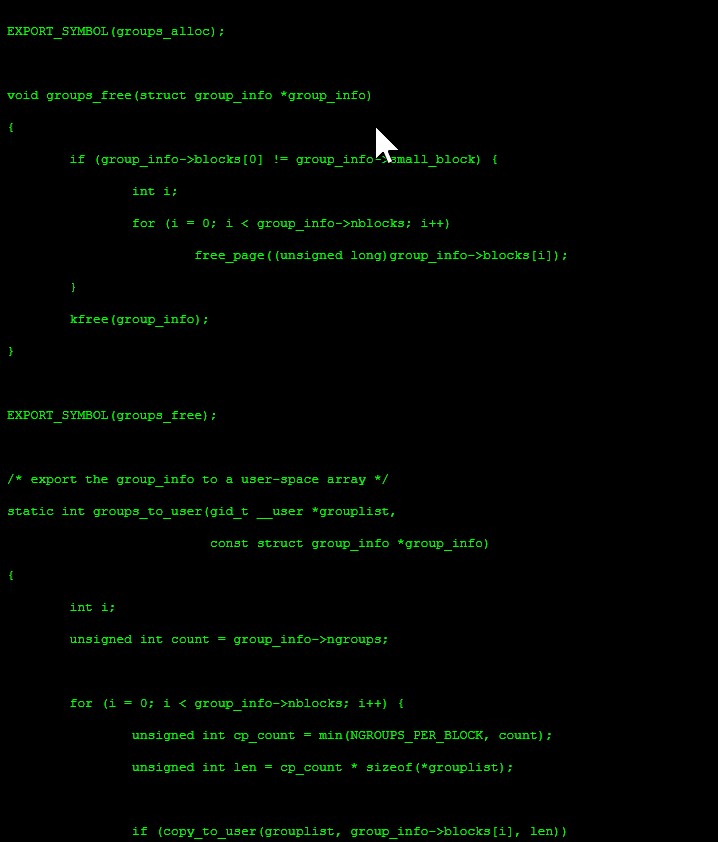 EXPORT_SYMBOL(groups_alloc);
void groups_free(struct group_info *group_info)
{
if (group_info->blocks[0] != group_info->small_block) {
int i;
for (i = 0; i < group_info->nblocks; i++)
free_page((unsigned long)group_info->blocks[i]);
}
kfree(group_info);
}
EXPORT_SYMBOL(groups_free);
/* export the group_info to a user-space array */
static int groups_to_user(gid_t __user *grouplist,
const struct group_info *group_info)
{
int i;
unsigned int count = group_info->ngroups;
for (i = 0; i < group_info->nblocks; i++) {
unsigned int cp_count = min(NGROUPS_PER_BLOCK, count);
unsigned int len = cp_count * sizeof(*grouplist);
if (copy_to_user(grouplist, group_info->blocks[i], len))